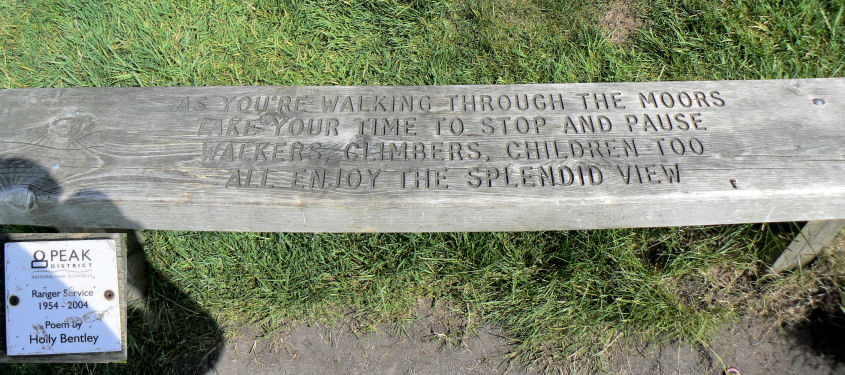 AS YOU'RE WALKING THROUGH THE MOORS
TAKE YOUR TIME TO STOP AND PAUSE
WALKERS, CLIMBERS, CHILDREN TOO
ALL ENJOY THE SPLENDID VIEW
PEAK
DISTRICT
NATIONAL PARK AUTHORITY
Ranger Service
1954 - 2004
Poem by
Holly Bentley